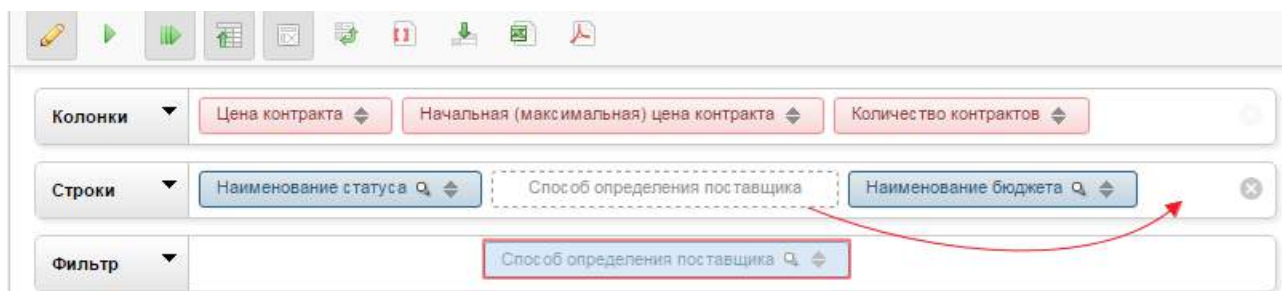 Колонки Цена контракта Начальная (максимальная) цена контракта Количество контрактов
Строки Наименование статуса Способ определения поставщика Наименование бюджета
Фильтр Способ определения поставщика